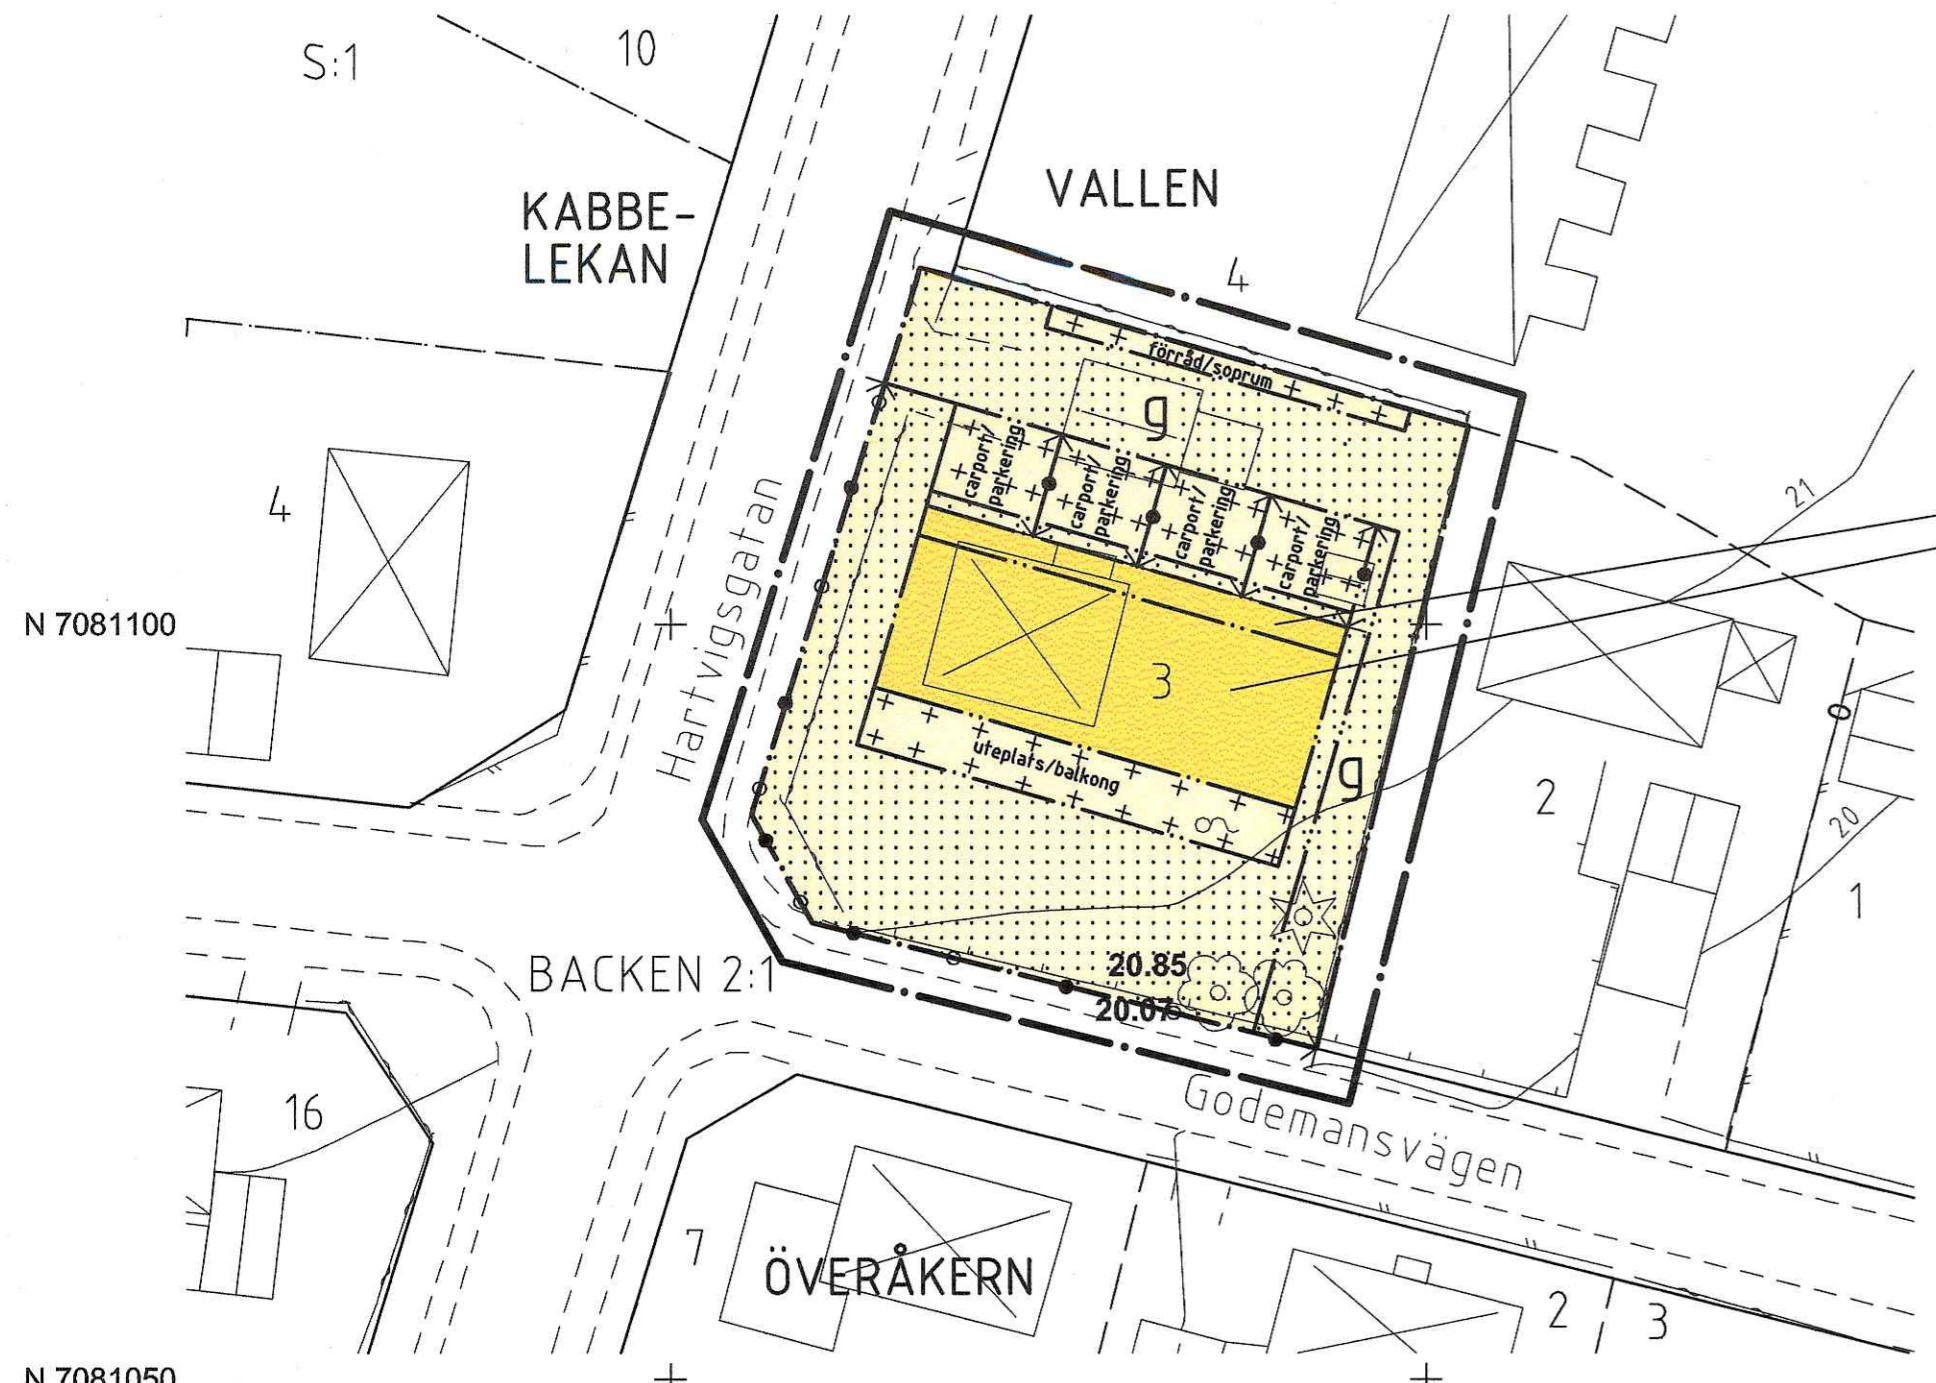 S:1
10
KABBE-
LEKAN
VALLEN
4
förråd/soprum
g
carport/
parkering
carport/
parkering
carport/
parkering
carport/
parkering
4
Hartvigsgatan
21
N 7081100
3
uteplats/balkong
g
2
0
20
1
BACKEN 2:1
20.85
20.07
16
Godemansvägen
7
ÖVERÅKERN
2
3
N 7081050